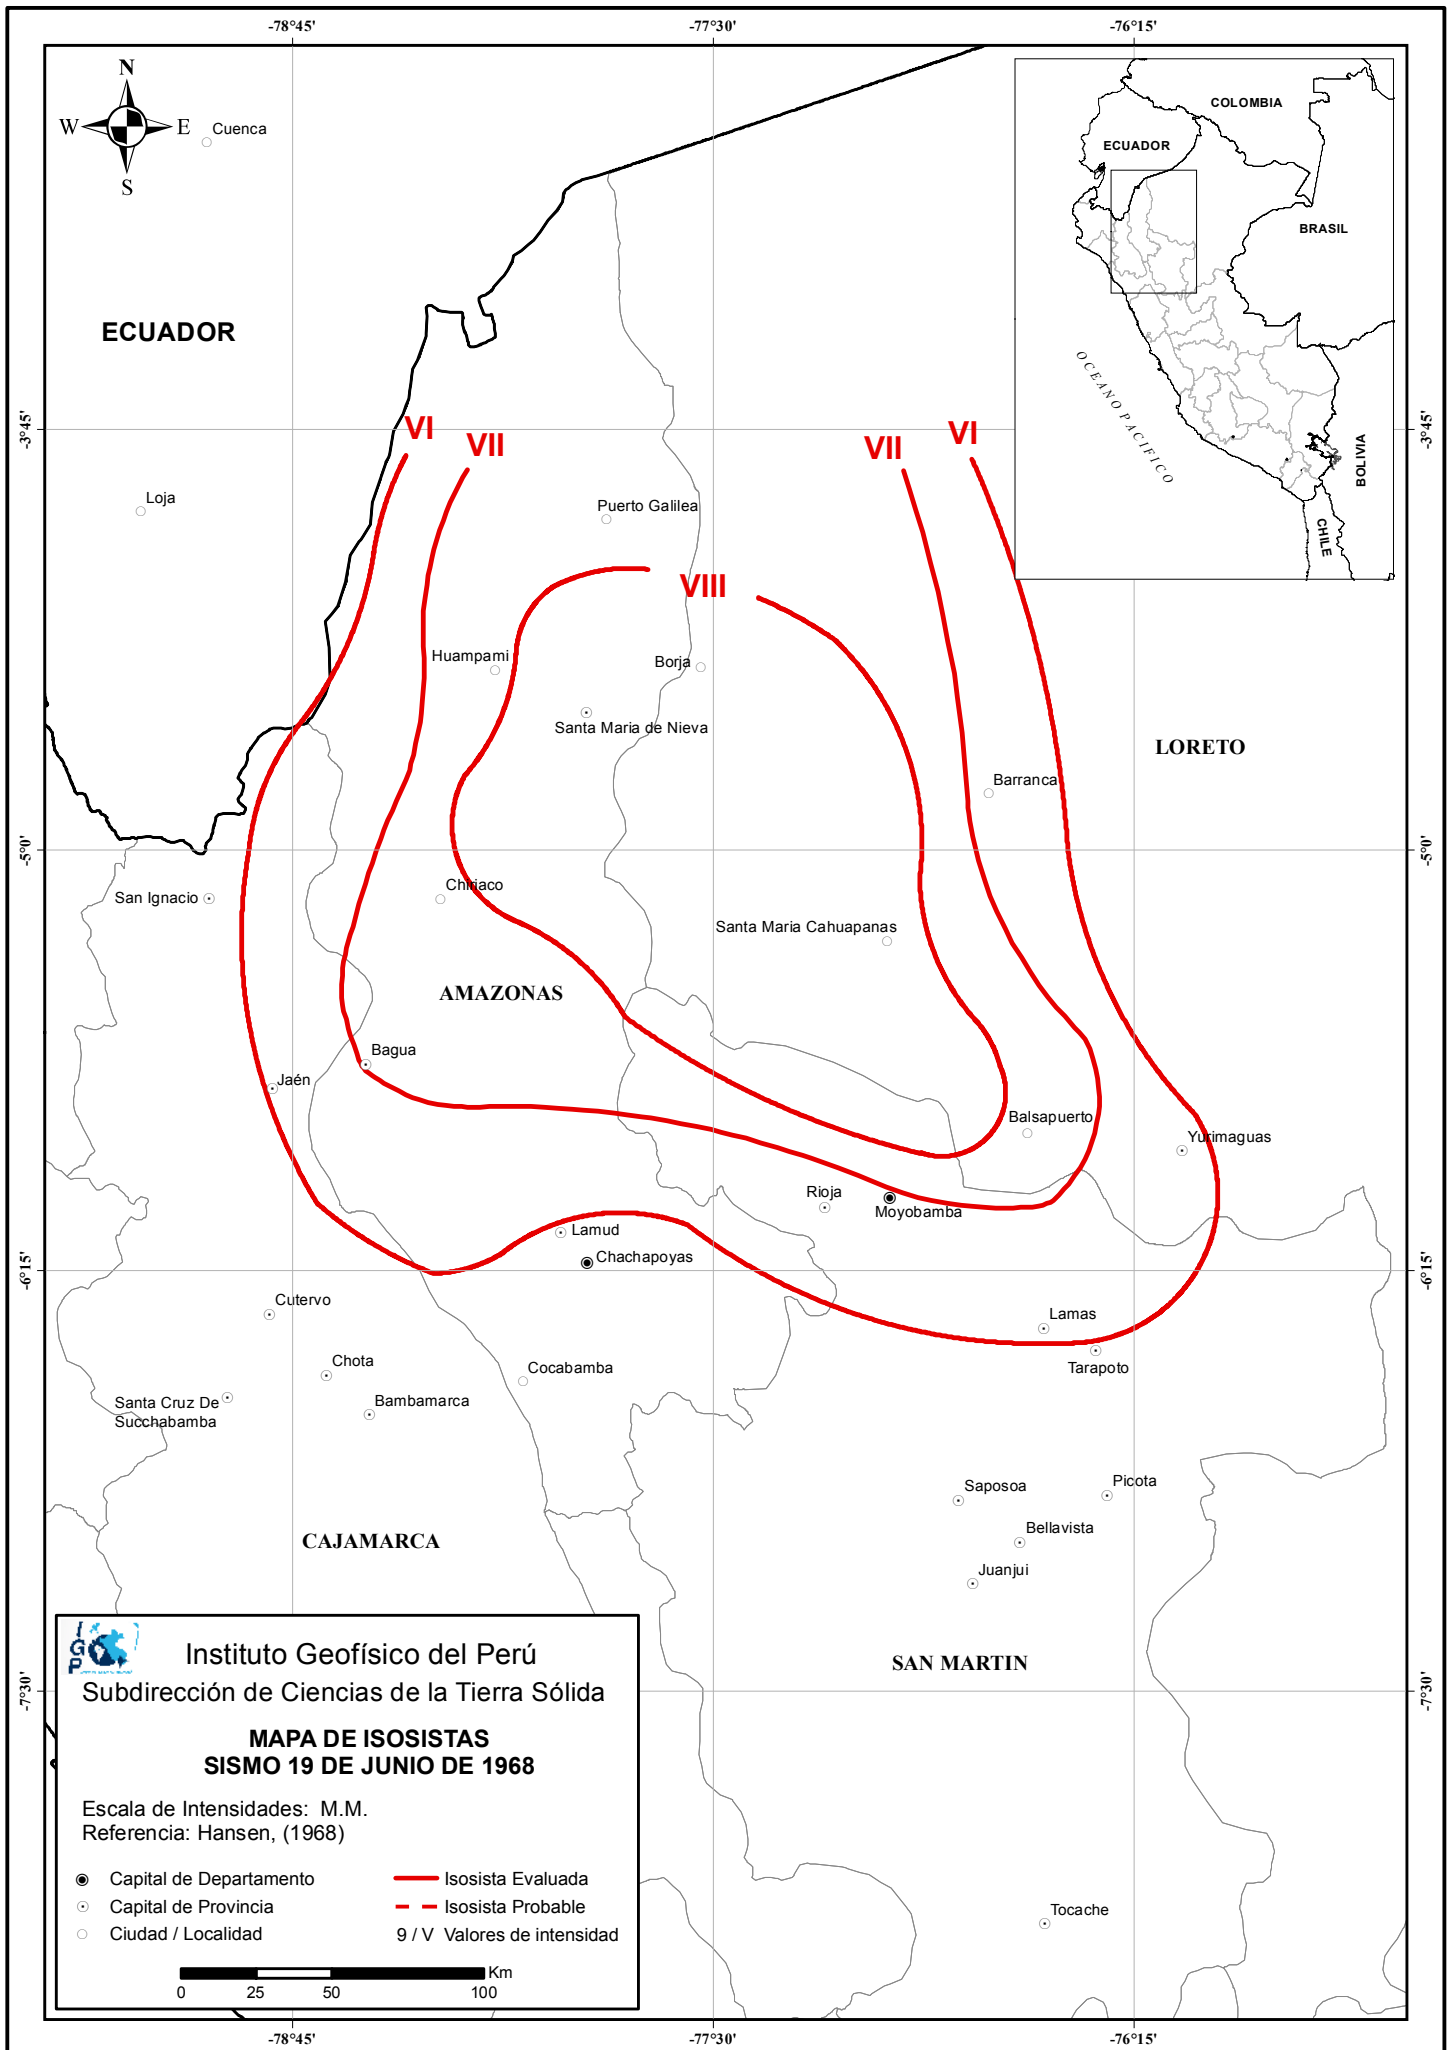 -78°45'
-77°30'
-76°15'
N
W
E
S
Cuenca
COLOMBIA
ECUADOR
BRASIL
OCEANO PACIFICO
BOLIVIA
CHILE
ECUADOR
-3°45'
-3°45'
VI
VII
VII
VI
Loja
Puerto Galilea
VIII
Huampami
Borja
Santa Maria de Nieva
LORETO
Barranca
-5°0'
-5°0'
San Ignacio
Chiriaco
Santa Maria Cahuapanas
AMAZONAS
Bagua
Jaén
Balsapuerto
Yurimaguas
Rioja
Moyobamba
Lamud
Chachapoyas
-6°15'
-6°15'
Cutervo
Lamas
Tarapoto
Chota
Cocabamba
Santa Cruz De
Succhabamba
Bambamarca
Saposoa
Picota
Bellavista
Juanjui
CAJAMARCA
SAN MARTIN
-7°30'
-7°30'
Tocache
IGP
Instituto Geofísico del Perú
Subdirección de Ciencias de la Tierra Sólida
MAPA DE ISOSISTAS
SISMO 19 DE JUNIO DE 1968
Escala de Intensidades: M.M.
Referencia: Hansen, (1968)
Capital de Departamento
Isosista Evaluada
Capital de Provincia
Isosista Probable
Ciudad / Localidad
9 / V Valores de intensidad
Km
0 25 50 100
-78°45'
-77°30'
-76°15'